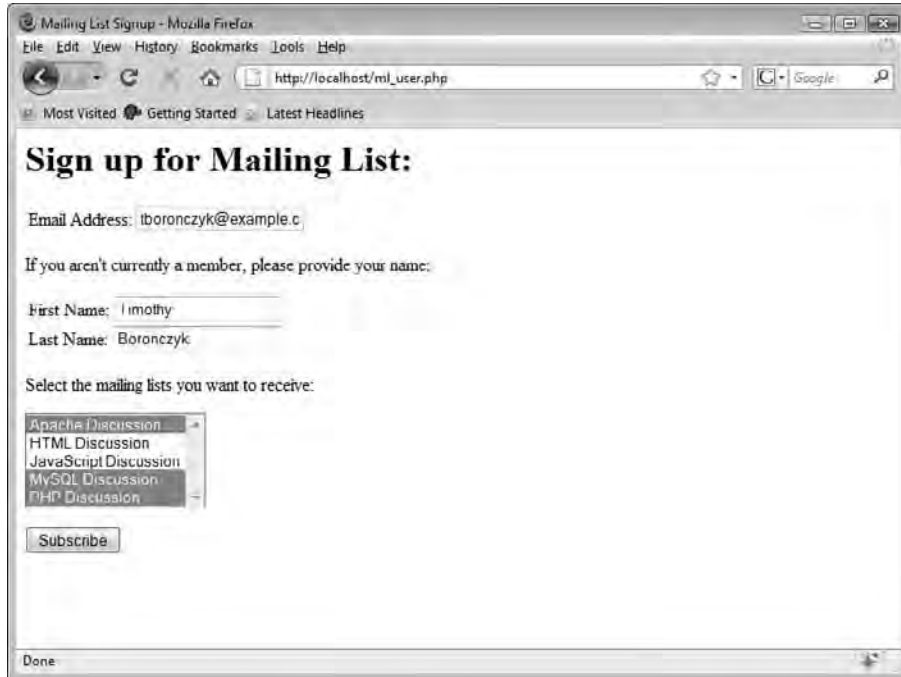 Mailing List Signup - Mozilla Firefox
File Edit View History Bookmarks Tools Help
http://localhost/ml_user.php
G Google
Most Visited Getting Started Latest Headlines
Sign up for Mailing List:
Email Address: tboronczyk@example.c
If you aren't currently a member, please provide your name:
First Name: Timothy
Last Name: Boronczyk
Select the mailing lists you want to receive:
Apache Discussion
HTML Discussion
JavaScript Discussion
MySQL Discussion
PHP Discussion
Subscribe
Done